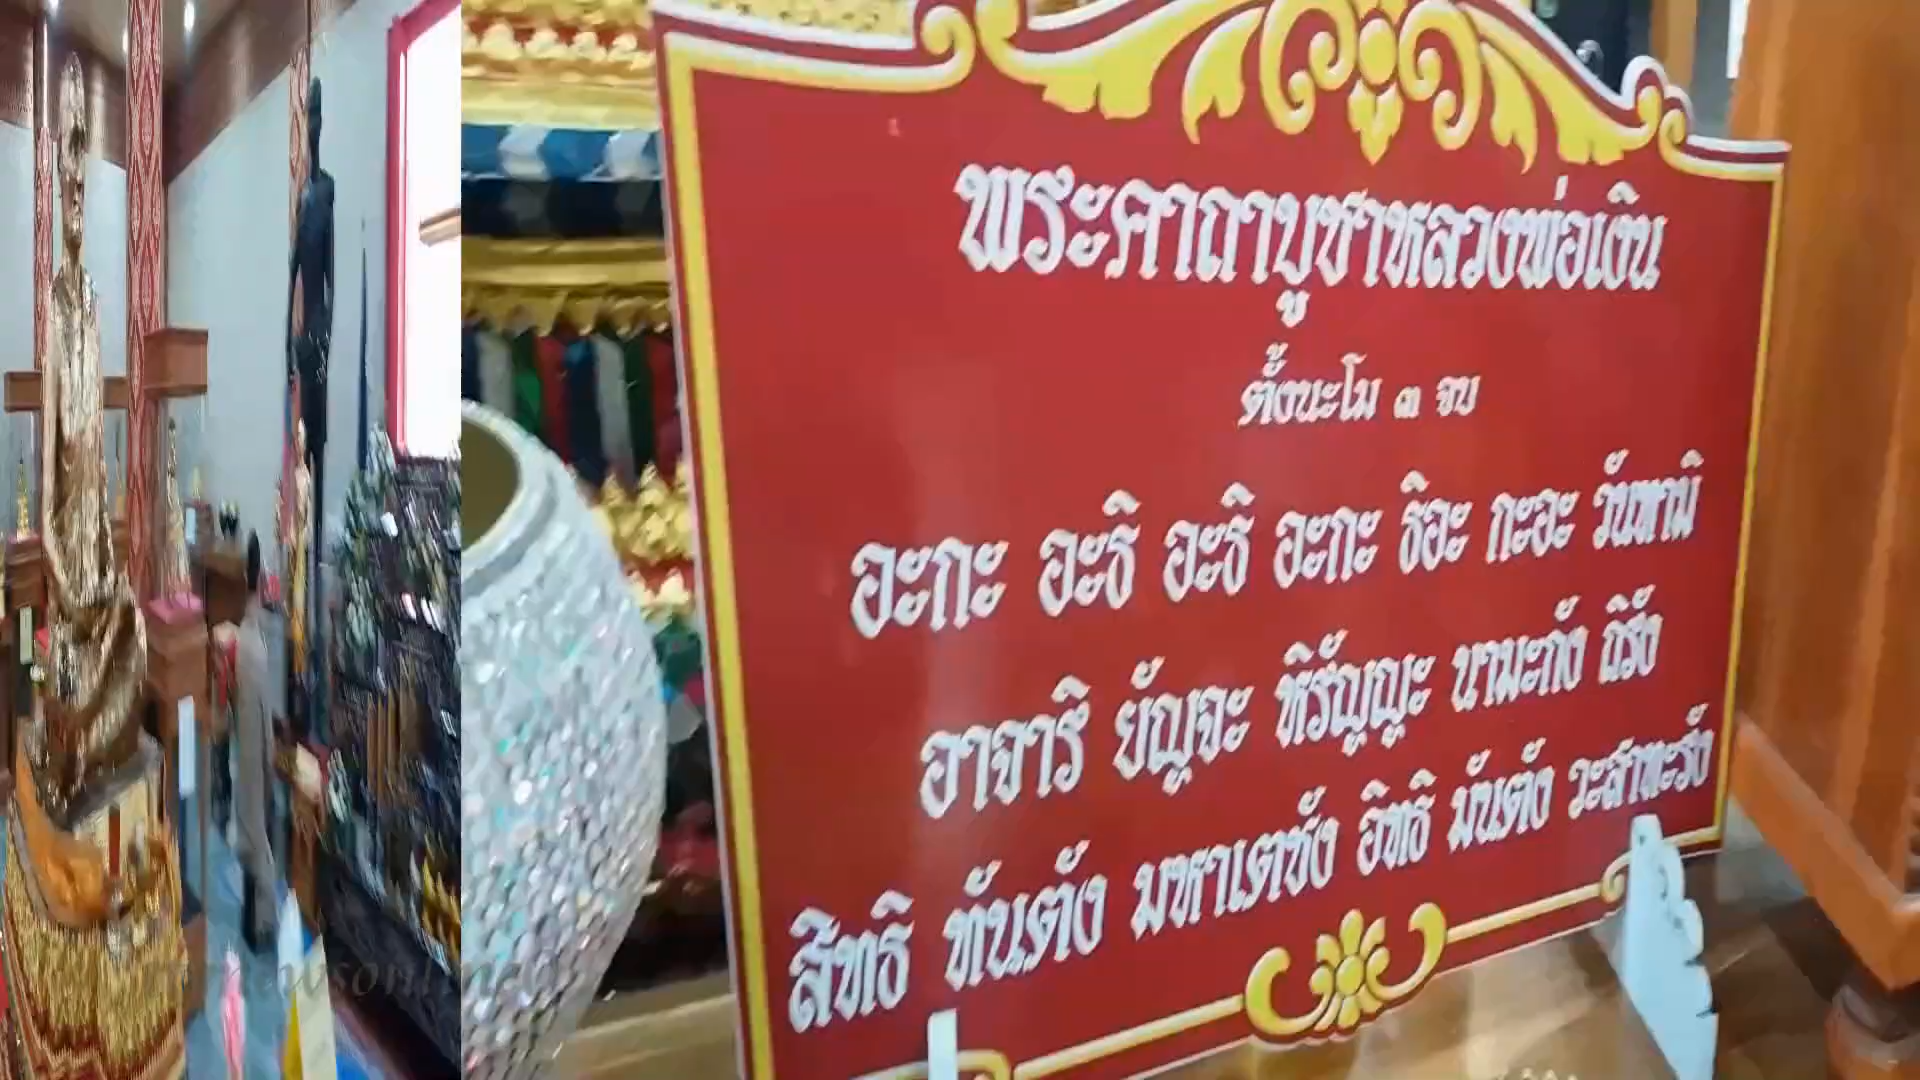 พระคาถาบูชาหลวงพ่อเงิน
ตั้งนะโม ๓ จบ
อะกะ อะธิ อะธิ อะกะ ธิอะ กะอะ วันทามิ
อาจาริ ยัญจะ หิรัญญะ นามะกัง ถิรัง
สิทธิ ทันตัง มหาเตชัง อิทธิ มันตัง วะสาทะรัง